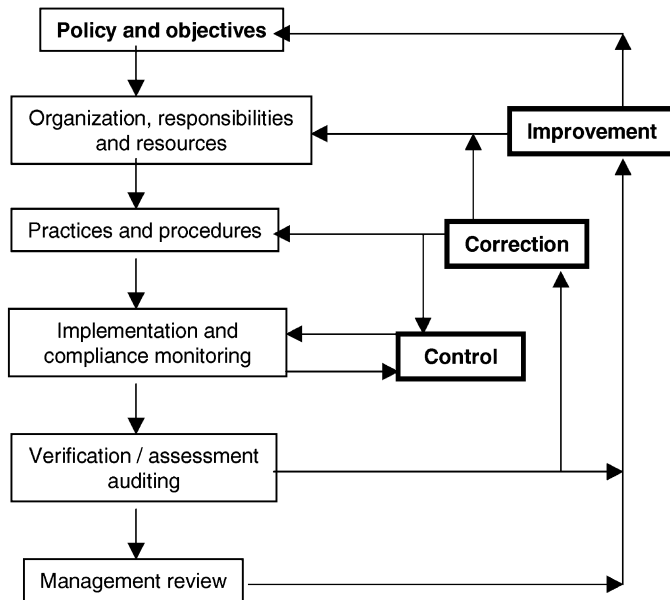 Policy and objectives
Organization, responsibilities
and resources
Improvement
Practices and procedures
Correction
Implementation and
compliance monitoring
Control
Verification / assessment
auditing
Management review